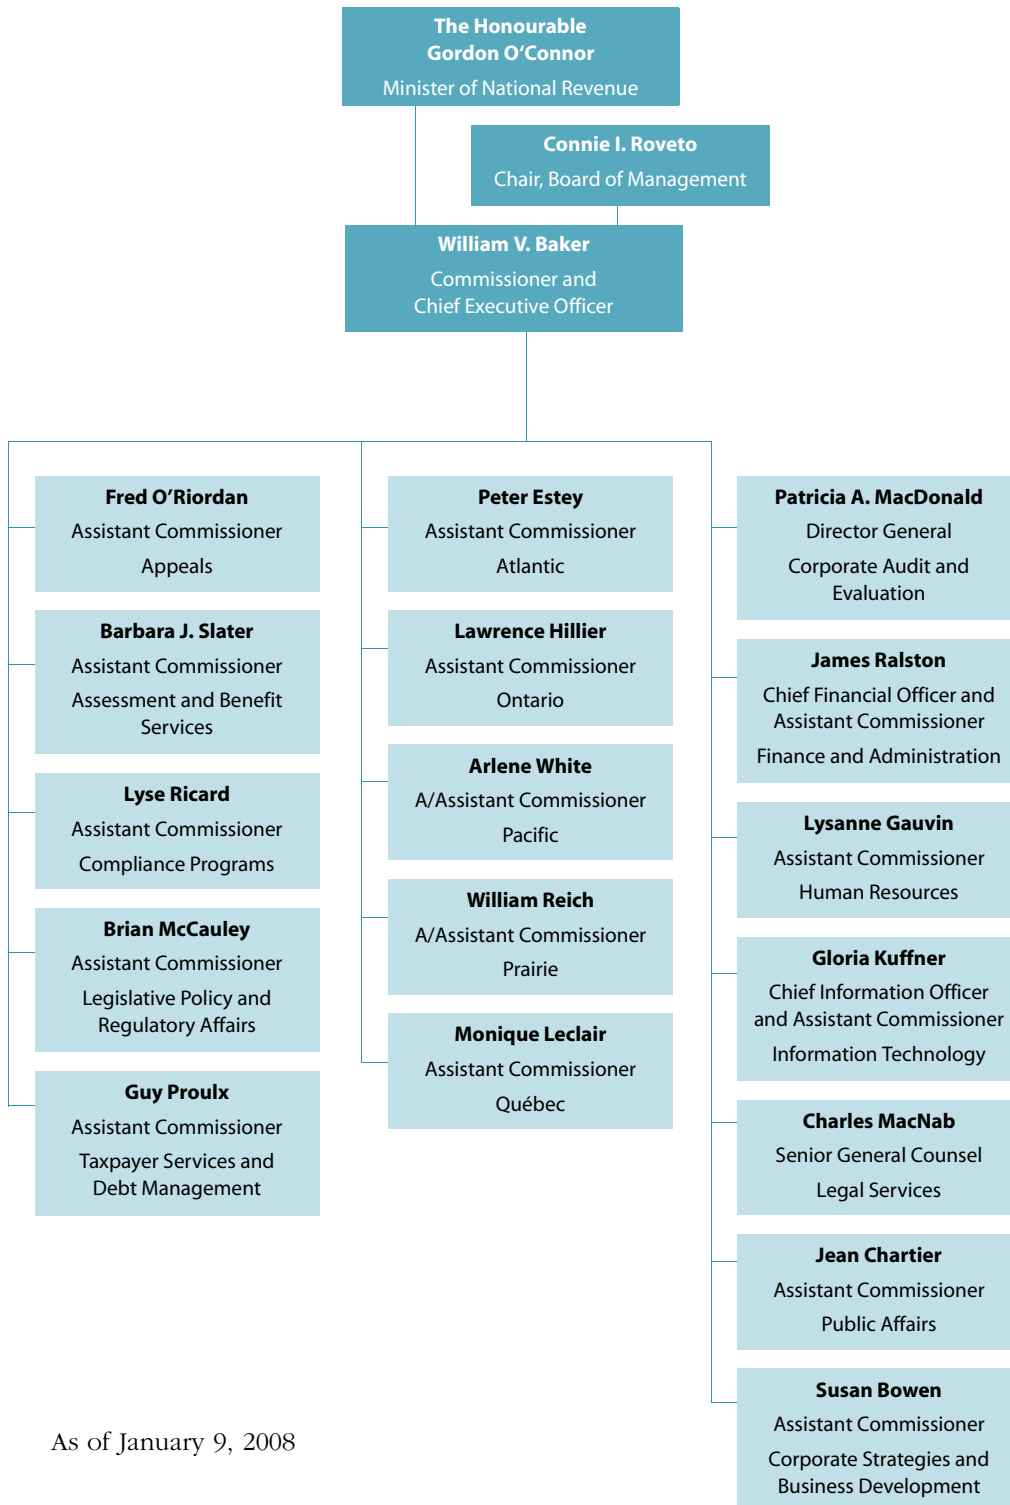 The Honourable
Gordon O‘Connor
Minister of National Revenue
Connie I. Roveto
Chair, Board of Management
William V. Baker
Commissioner and
Chief Executive Officer
Fred O’Riordan
Assistant Commissioner
Appeals
Barbara J. Slater
Assistant Commissioner
Assessment and Benefit
Services
Lyse Ricard
Assistant Commissioner
Compliance Programs
Brian McCauley
Assistant Commissioner
Legislative Policy and
Regulatory Affairs
Guy Proulx
Assistant Commissioner
Taxpayer Services and
Debt Management
Peter Estey
Assistant Commissioner
Atlantic
Lawrence Hillier
Assistant Commissioner
Ontario
Arlene White
A/Assistant Commissioner
Pacific
William Reich
A/Assistant Commissioner
Prairie
Monique Leclair
Assistant Commissioner
Québec
Patricia A. MacDonald
Director General
Corporate Audit and
Evaluation
James Ralston
Chief Financial Officer and
Assistant Commissioner
Finance and Administration
Lysanne Gauvin
Assistant Commissioner
Human Resources
Gloria Kuffner
Chief Information Officer
and Assistant Commissioner
Information Technology
Charles MacNab
Senior General Counsel
Legal Services
Jean Chartier
Assistant Commissioner
Public Affairs
Susan Bowen
Assistant Commissioner
Corporate Strategies and
Business Development
As of January 9, 2008